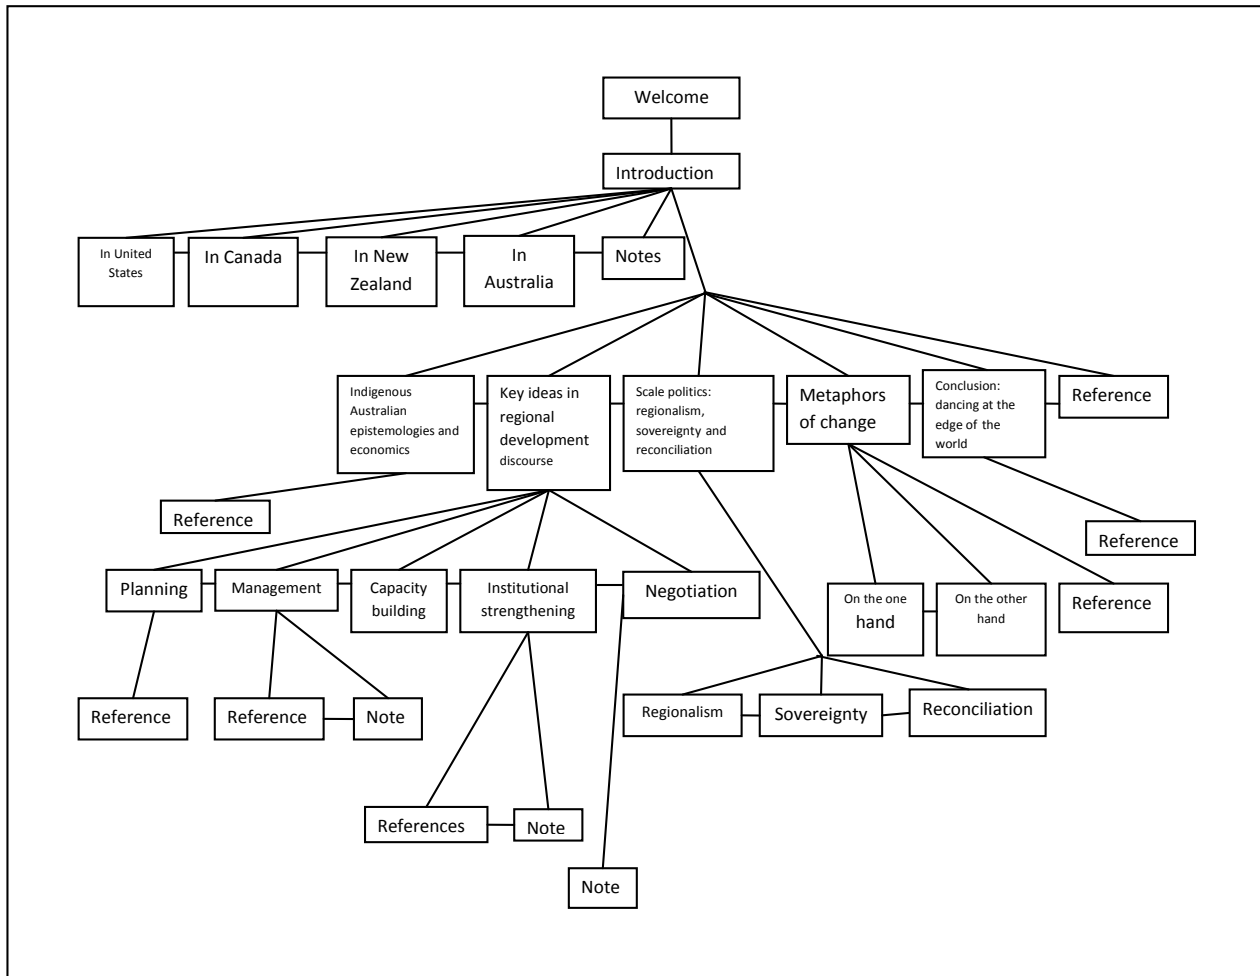 Welcome
Introduction
In United
States
In Canada
In New
Zealand
In
Australia
Notes
Indigenous
Australian
epistemologies and
economics
Key ideas in
regional
development
discourse
Scale politics:
regionalism,
sovereignty and
reconciliation
Metaphors
of change
Conclusion:
dancing at the
edge of the
world
Reference
Reference
Reference
Planning
Management
Capacity
building
Institutional
strengthening
Negotiation
On the one
hand
On the other
hand
Reference
Reference
Reference
Note
Regionalism
Sovereignty
Reconciliation
References
Note
Note